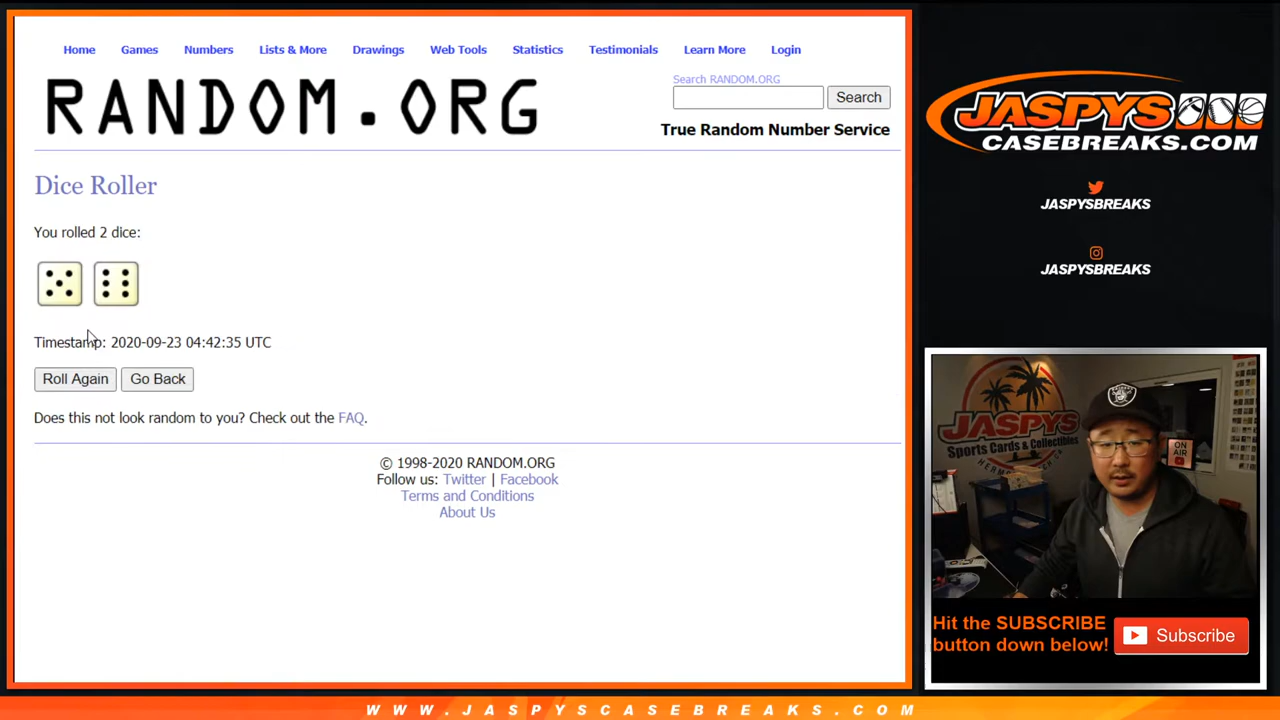 Home Games Numbers Lists & More Drawings Web Tools Statistics Testimonials Learn More Login
RANDOM.ORG
Search RANDOM.ORG
Search
True Random Number Service
Dice Roller
You rolled 2 dice:
Timestamp: 2020-09-23 04:42:35 UTC
Roll Again Go Back
Does this not look random to you? Check out the FAQ.
© 1998-2020 RANDOM.ORG
Follow us: Twitter | Facebook
Terms and Conditions
About Us
JASPYS
CASEBREAKS.COM
JASPYSBREAKS
JASPYSBREAKS
JASPYS
Sports Cards & Collectibles
ON
AIR
Hit the SUBSCRIBE
button down below!
Subscribe
WWW.JASPYSCASEBREAKS.COM